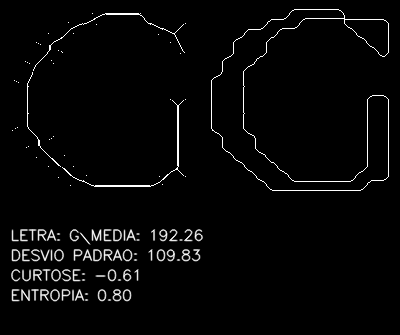 G G
LETRA: G\MEDIA: 192.26
DESVIO PADRAO: 109.83
CURTOSE: -0.61
ENTROPIA: 0.80